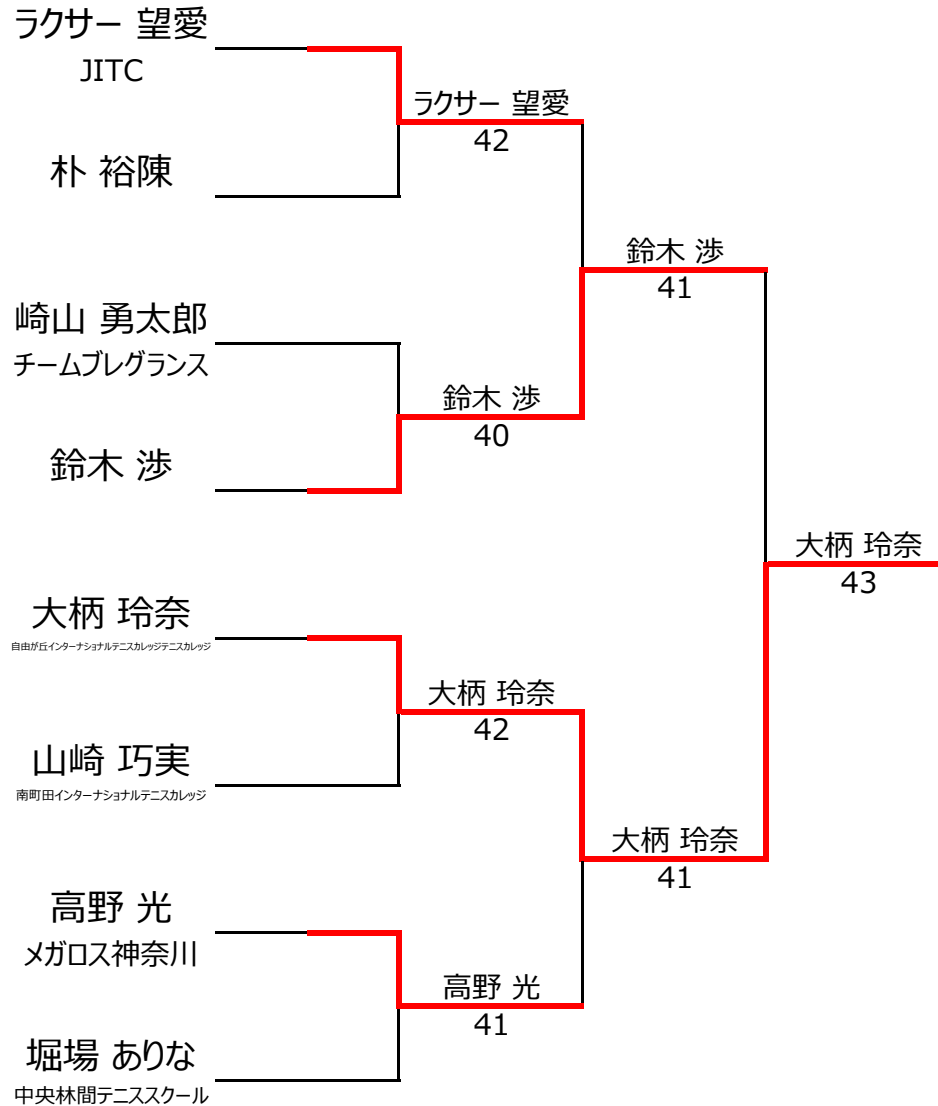 ラクサー 望愛
JITC
朴 裕陳
崎山 勇太郎
チームブレグランス
鈴木 渉
大柄 玲奈
自由が丘インターナショナルテニスカレッジテニスカレッジ
山崎 巧実
南町田インターナショナルテニスカレッジ
高野 光
メガロス神奈川
堀場 ありな
中央林間テニススクール
ラクサー 望愛
42
鈴木 渉
40
大柄 玲奈
42
高野 光
41
鈴木 渉
41
大柄 玲奈
41
大柄 玲奈
43